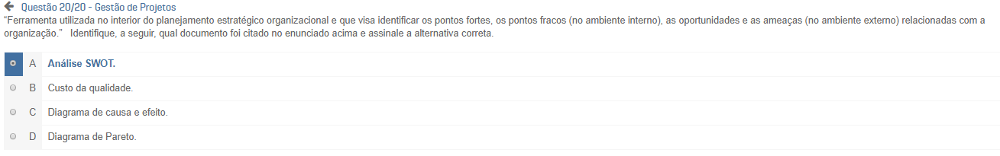 Questão 20/20 - Gestão de Projetos
“Ferramenta utilizada no interior do planejamento estratégico organizacional e que visa identificar os pontos fortes, os pontos fracos (no ambiente interno), as oportunidades e as ameaças (no ambiente externo) relacionadas com a
organização.”   Identifique, a seguir, qual documento foi citado no enunciado acima e assinale a alternativa correta.
A Análise SWOT.
B Custo da qualidade.
C Diagrama de causa e efeito.
D Diagrama de Pareto.